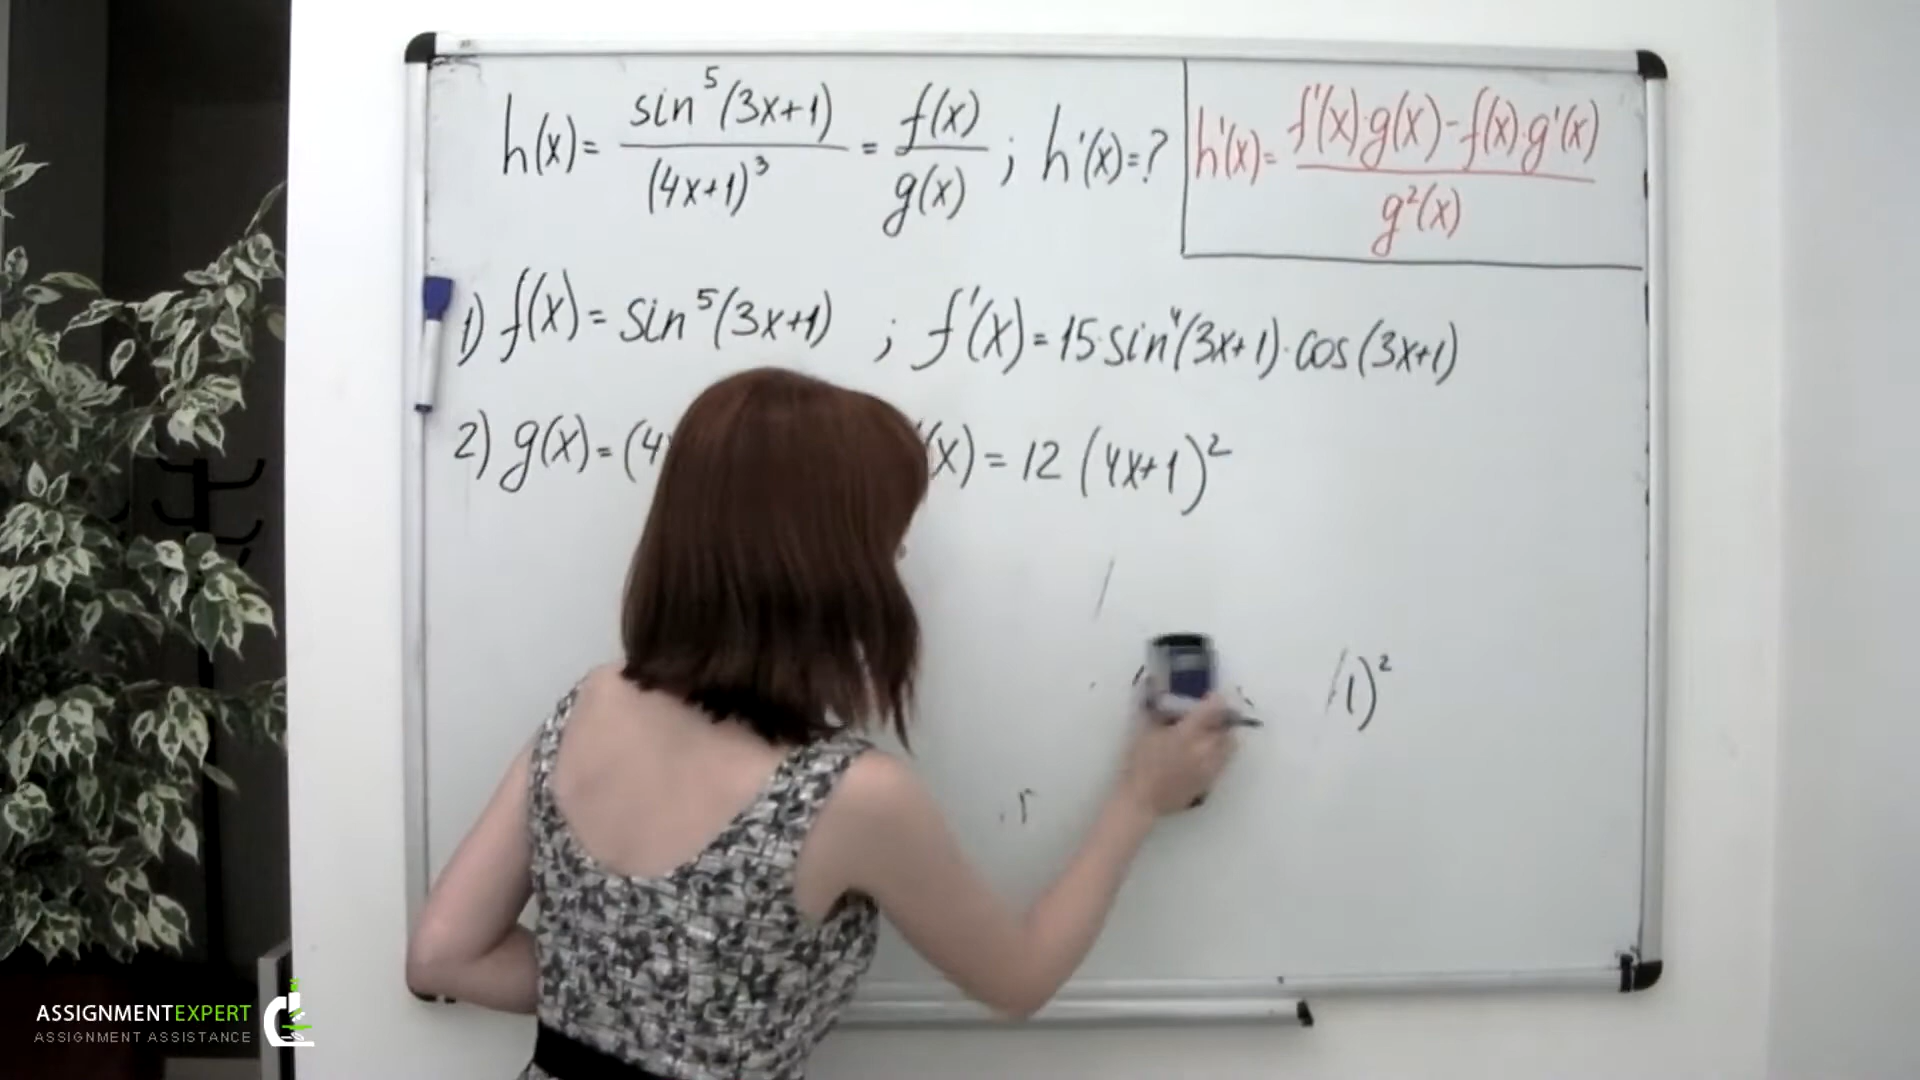 h(x) = sin⁵(3x+1) / (4x+1)³ = f(x) / g(x) ; h'(x)=?
h'(x) = f'(x)·g(x) - f(x)·g'(x) / g²(x)
1) f(x) = sin⁵(3x+1) ; f'(x) = 15·sin⁴(3x+1)·cos(3x+1)
2) g(x) = (4 (x) = 12 (4x+1)²
1)²
ASSIGNMENTEXPERT
ASSIGNMENT ASSISTANCE